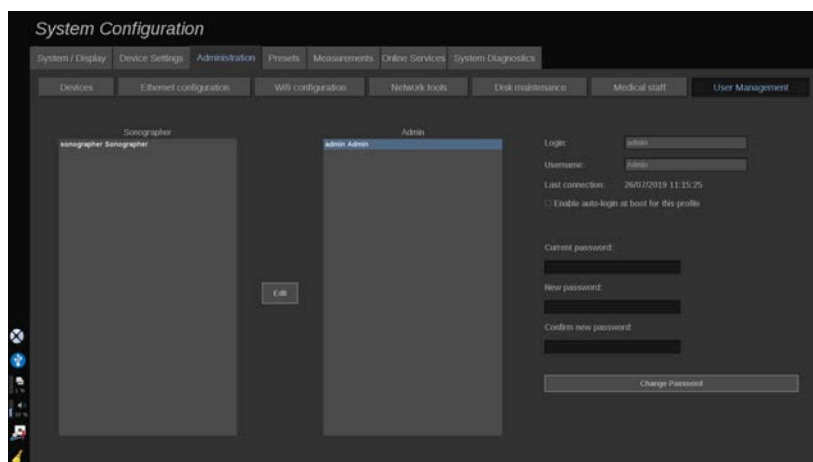 System Configuration
System / Display Device Settings Administration Presets Measurements Online Services System Diagnostics
Devices Ethernet configuration Wifi configuration Network tools Disk maintenance Medical staff User Management
Sonographer
sonographer Sonographer
Admin
admin Admin
Edit
Login: admin
Username: Admin
Last connection: 26/07/2019 11:15:25
Enable auto-login at boot for this profile
Current password:
New password:
Confirm new password:
Change Password